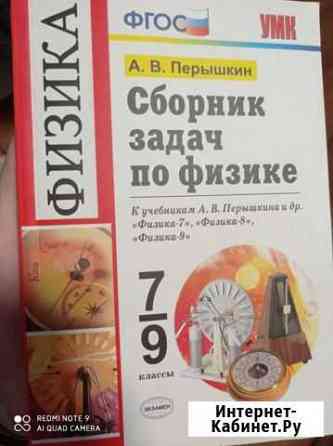 ФГОС
УМК
А. В. Перышкин
ФИЗИКА
Сборник
задач
по физике
К учебникам А. В. Перышкина и др.
«Физика-7», «Физика-8»,
«Физика-9»
7
9
классы
ЭКЗАМЕН
REDMI NOTE 9
AI QUAD CAMERA
Интернет-
Кабинет.Ру